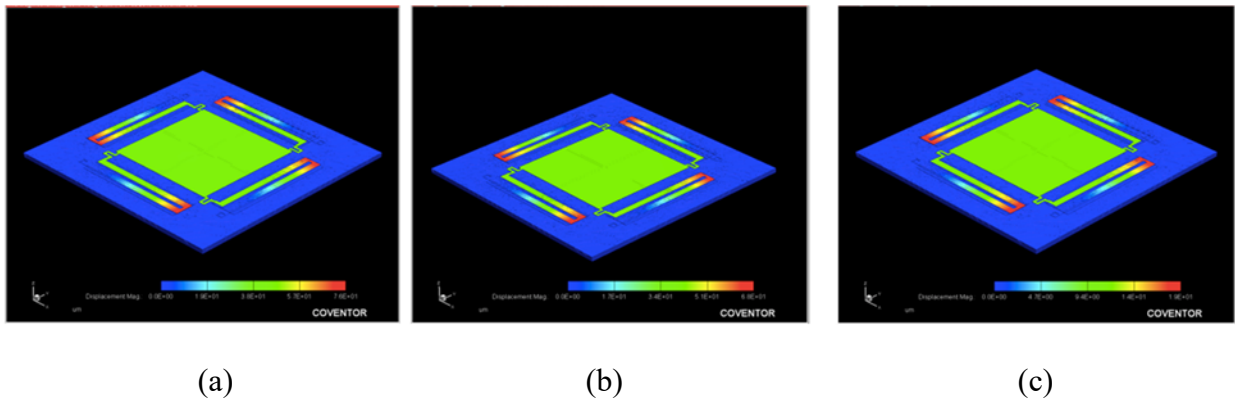 Displacement Mag. 0.0E+00 1.9E+01 3.8E+01 5.7E+01 7.6E+01
um
COVENTOR
Displacement Mag. 0.0E+00 1.7E+01 3.4E+01 5.1E+01 6.8E+01
um
COVENTOR
Displacement Mag. 0.0E+00 4.7E+00 9.4E+00 1.4E+01 1.9E+01
um
COVENTOR
(a) (b) (c)